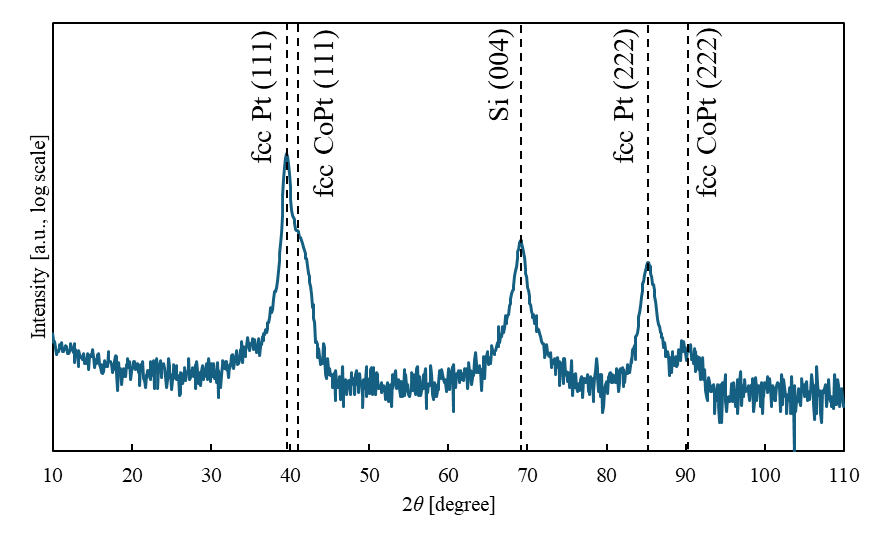 fcc Pt (111)
fcc CoPt (111)
Si (004)
fcc Pt (222)
fcc CoPt (222)
Intensity [a.u., log scale]
10 20 30 40 50 60 70 80 90 100 110
2θ [degree]